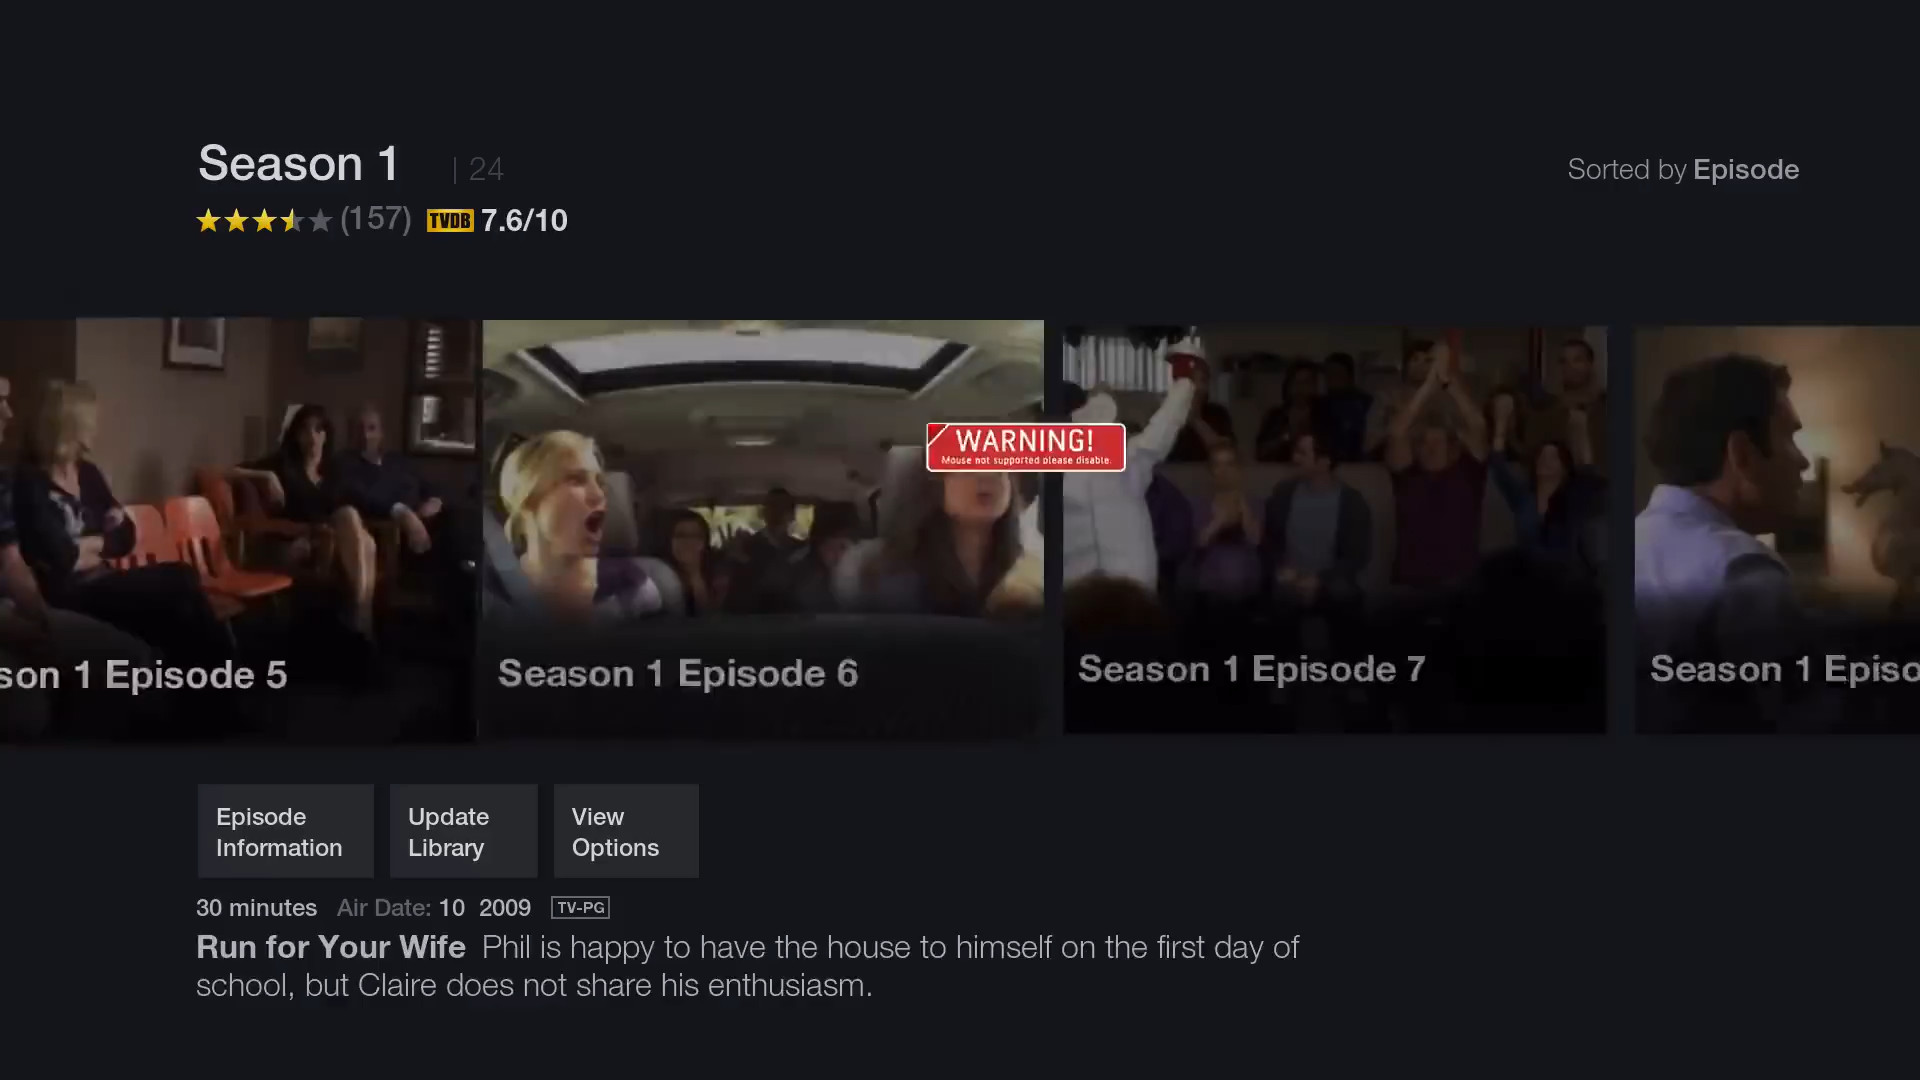 Season 1 | 24
Sorted by Episode
(157) TVDB 7.6/10
WARNING!
Mouse not supported please disable.
son 1 Episode 5
Season 1 Episode 6
Season 1 Episode 7
Season 1 Episo
Episode
Information
Update
Library
View
Options
30 minutes Air Date: 10 2009 TV-PG
Run for Your Wife Phil is happy to have the house to himself on the first day of
school, but Claire does not share his enthusiasm.